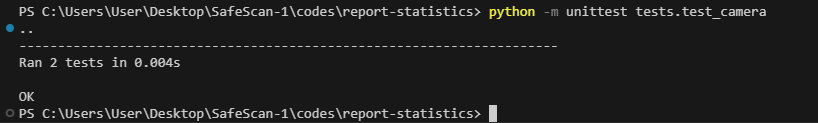 PS C:\Users\User\Desktop\SafeScan-1\codes\report-statistics> python -m unittest tests.test_camera
..
----------------------------------------------------------------------
Ran 2 tests in 0.004s
OK
PS C:\Users\User\Desktop\SafeScan-1\codes\report-statistics>